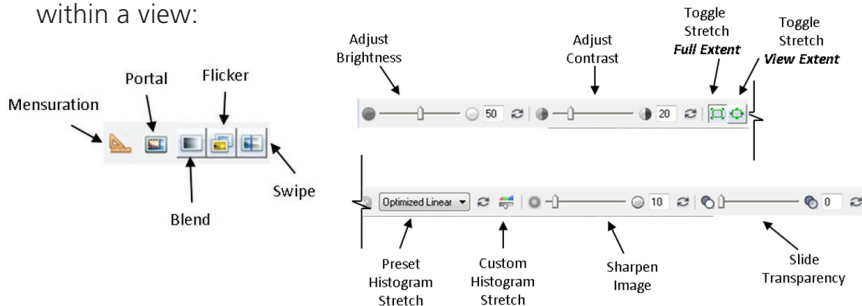 within a view:
Mensuration
Portal
Flicker
Blend
Swipe
Adjust
Brightness
Adjust
Contrast
Toggle
Stretch
Full Extent
Toggle
Stretch
View Extent
50
20
Optimized Linear
10
0
Preset
Histogram
Stretch
Custom
Histogram
Stretch
Sharpen
Image
Slide
Transparency